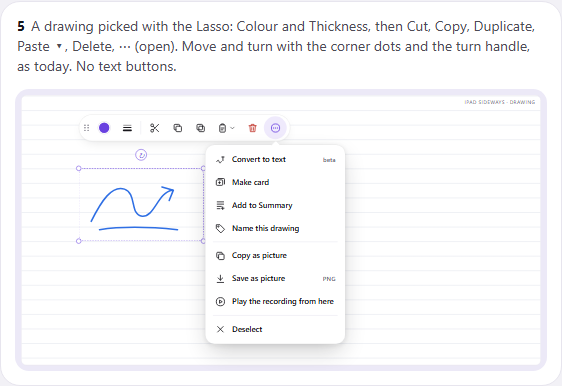 5 A drawing picked with the Lasso: Colour and Thickness, then Cut, Copy, Duplicate,
Paste ▾, Delete, ⋯ (open). Move and turn with the corner dots and the turn handle,
as today. No text buttons.
IPAD SIDEWAYS · DRAWING
Convert to text beta
Make card
Add to Summary
Name this drawing
Copy as picture
Save as picture PNG
Play the recording from here
Deselect